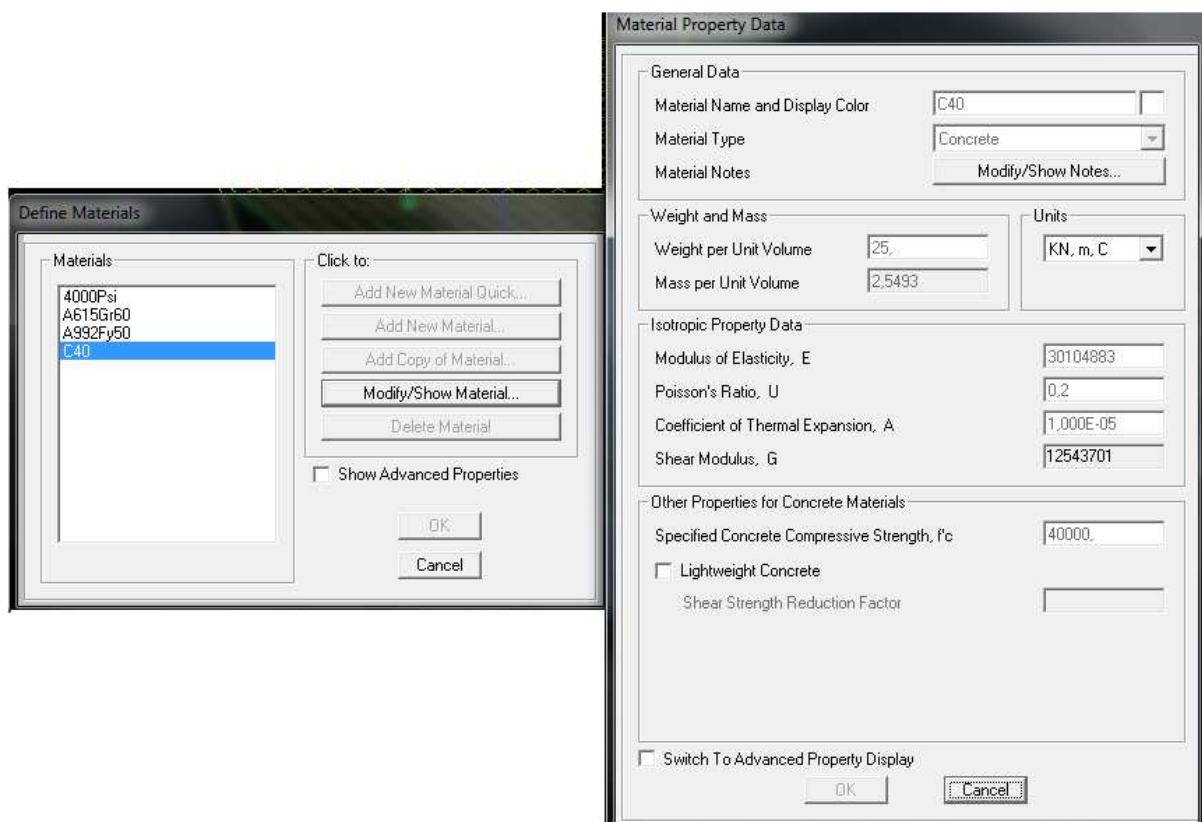 Define Materials
Materials
4000Psi
A615Gr60
A992Fy50
C40
Click to:
Add New Material Quick...
Add New Material...
Add Copy of Material...
Modify/Show Material...
Delete Material
Show Advanced Properties
OK
Cancel
Material Property Data
General Data
Material Name and Display Color C40
Material Type Concrete
Material Notes Modify/Show Notes...
Weight and Mass
Weight per Unit Volume 25,
Mass per Unit Volume 2,5493
Units
KN, m, C
Isotropic Property Data
Modulus of Elasticity, E 30104883
Poisson's Ratio, U 0,2
Coefficient of Thermal Expansion, A 1,000E-05
Shear Modulus, G 12543701
Other Properties for Concrete Materials
Specified Concrete Compressive Strength, f'c 40000,
Lightweight Concrete
Shear Strength Reduction Factor
Switch To Advanced Property Display
OK Cancel